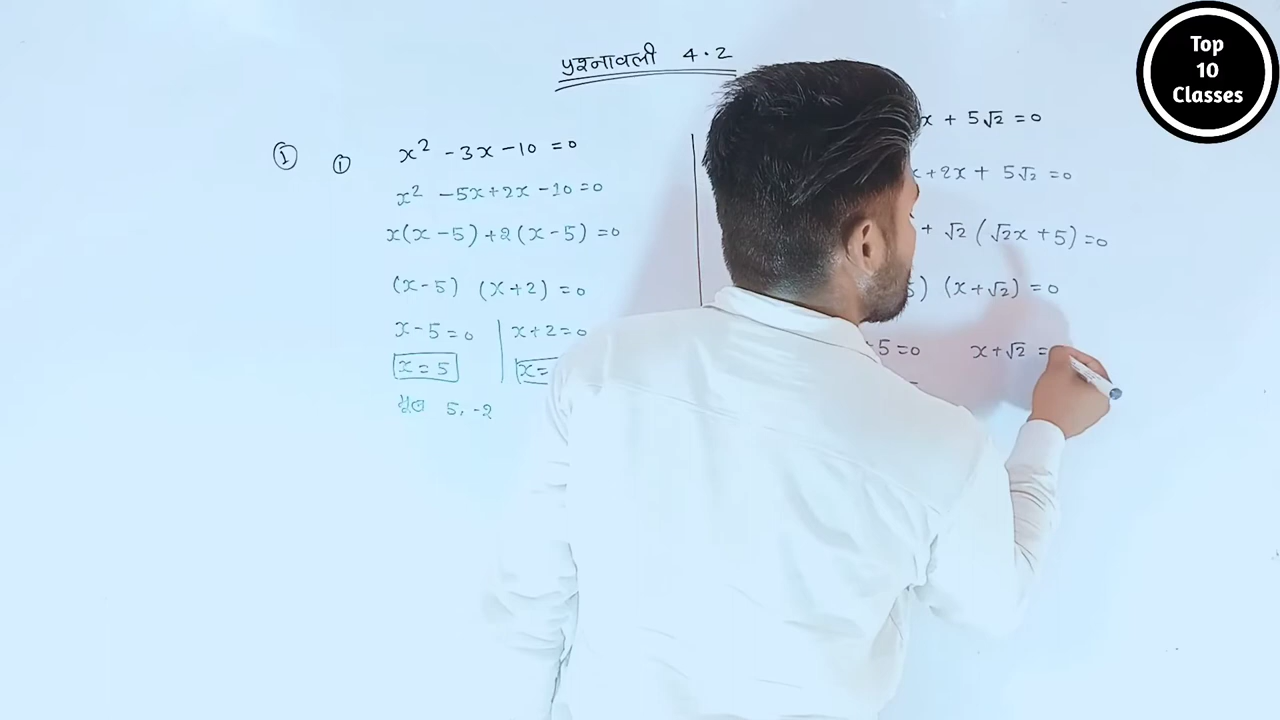 Top
10
Classes
प्रश्नावली 4.2
I ① x² - 3x - 10 = 0
x² - 5x + 2x - 10 = 0
x(x - 5) + 2(x - 5) = 0
(x - 5) (x + 2) = 0
x - 5 = 0 | x + 2 = 0
x = 5 x =
मूल 5, -2
x + 5√2 = 0
x + 2x + 5√2 = 0
+ √2 (√2x + 5) = 0
5) (x + √2) = 0
+5 = 0 x + √2 =